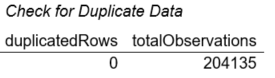 Check for Duplicate Data
duplicatedRows totalObservations
0 204135